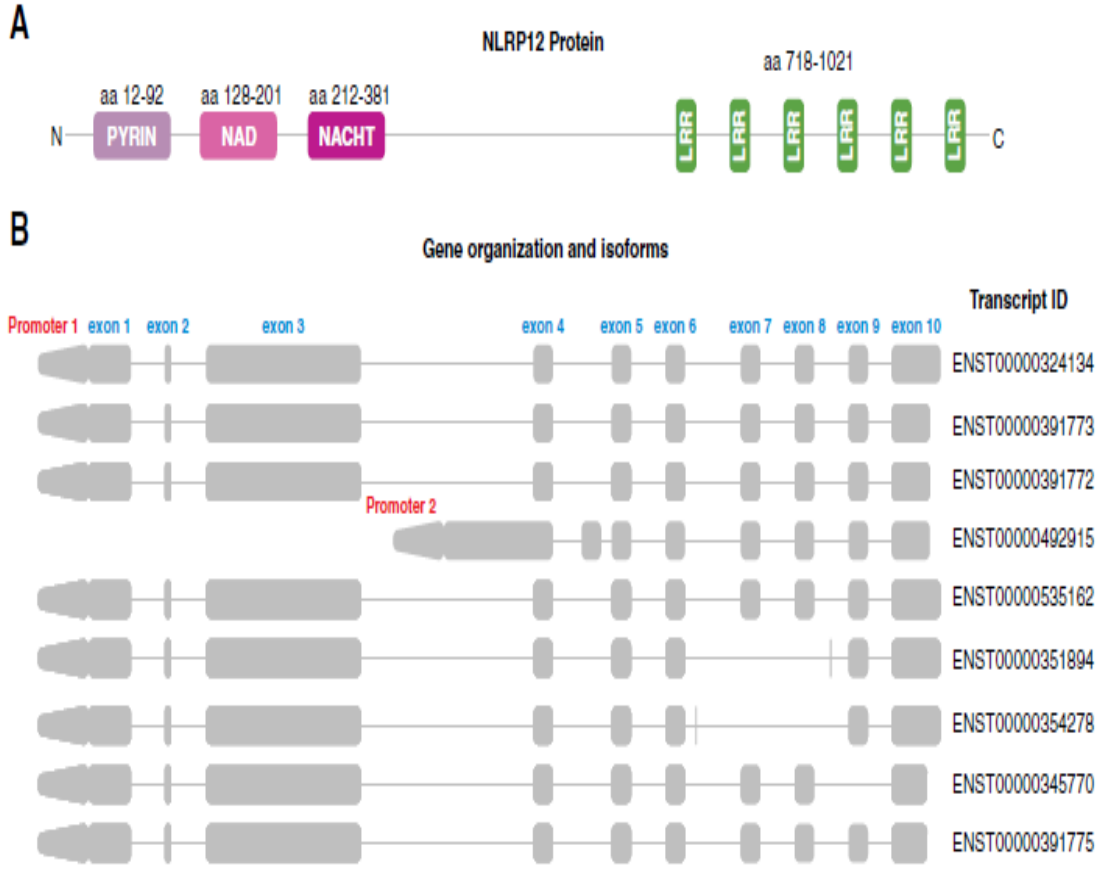 A
NLRP12 Protein
aa 718-1021
aa 12-92 aa 128-201 aa 212-381
N PYRIN NAD NACHT LRR LRR LRR LRR LRR LRR C
B
Gene organization and isoforms
Transcript ID
Promoter 1 exon 1 exon 2 exon 3 exon 4 exon 5 exon 6 exon 7 exon 8 exon 9 exon 10
ENST00000324134
ENST00000391773
ENST00000391772
Promoter 2
ENST00000492915
ENST00000535162
ENST00000351894
ENST00000354278
ENST00000345770
ENST00000391775